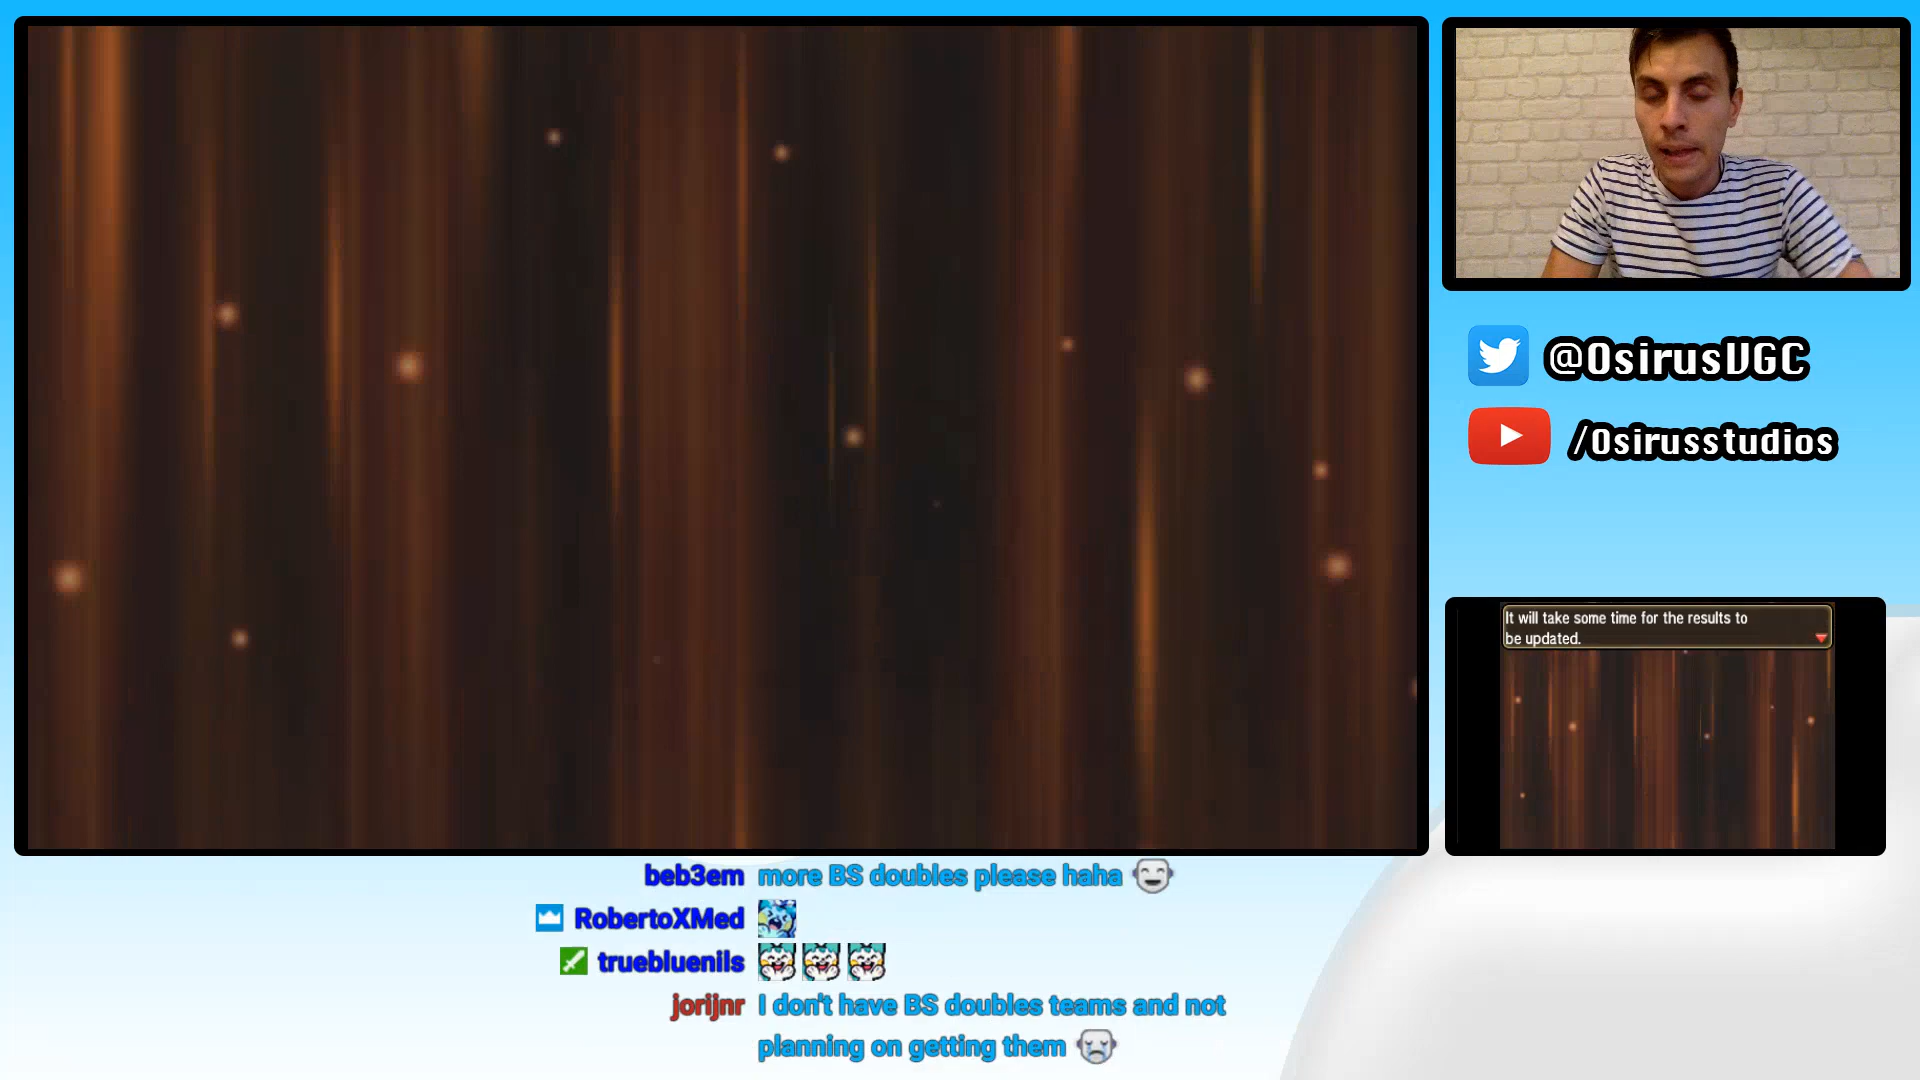 @OsirusVGC
/Osirusstudios
It will take some time for the results to
be updated.
beb3em more BS doubles please haha
RobertoXMed
truebluenils
jorijnr I don't have BS doubles teams and not
planning on getting them